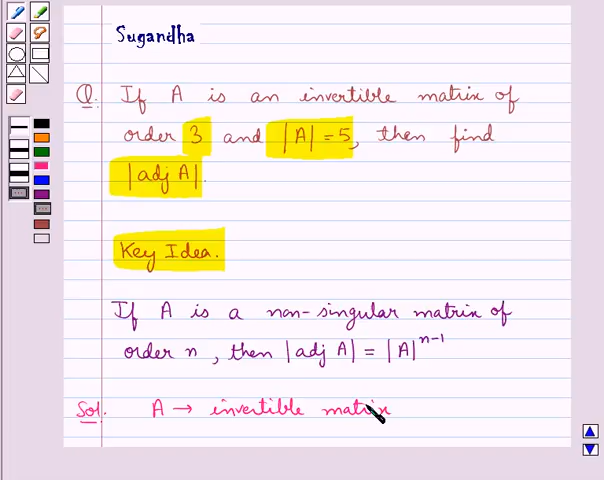 Sugandha
Q. If A is an invertible matrix of
order 3 and |A| = 5, then find
|adj A|.
Key Idea.
If A is a non-singular matrix of
order n, then |adj A| = |A|^{n-1}
Sol. A → invertible matrix